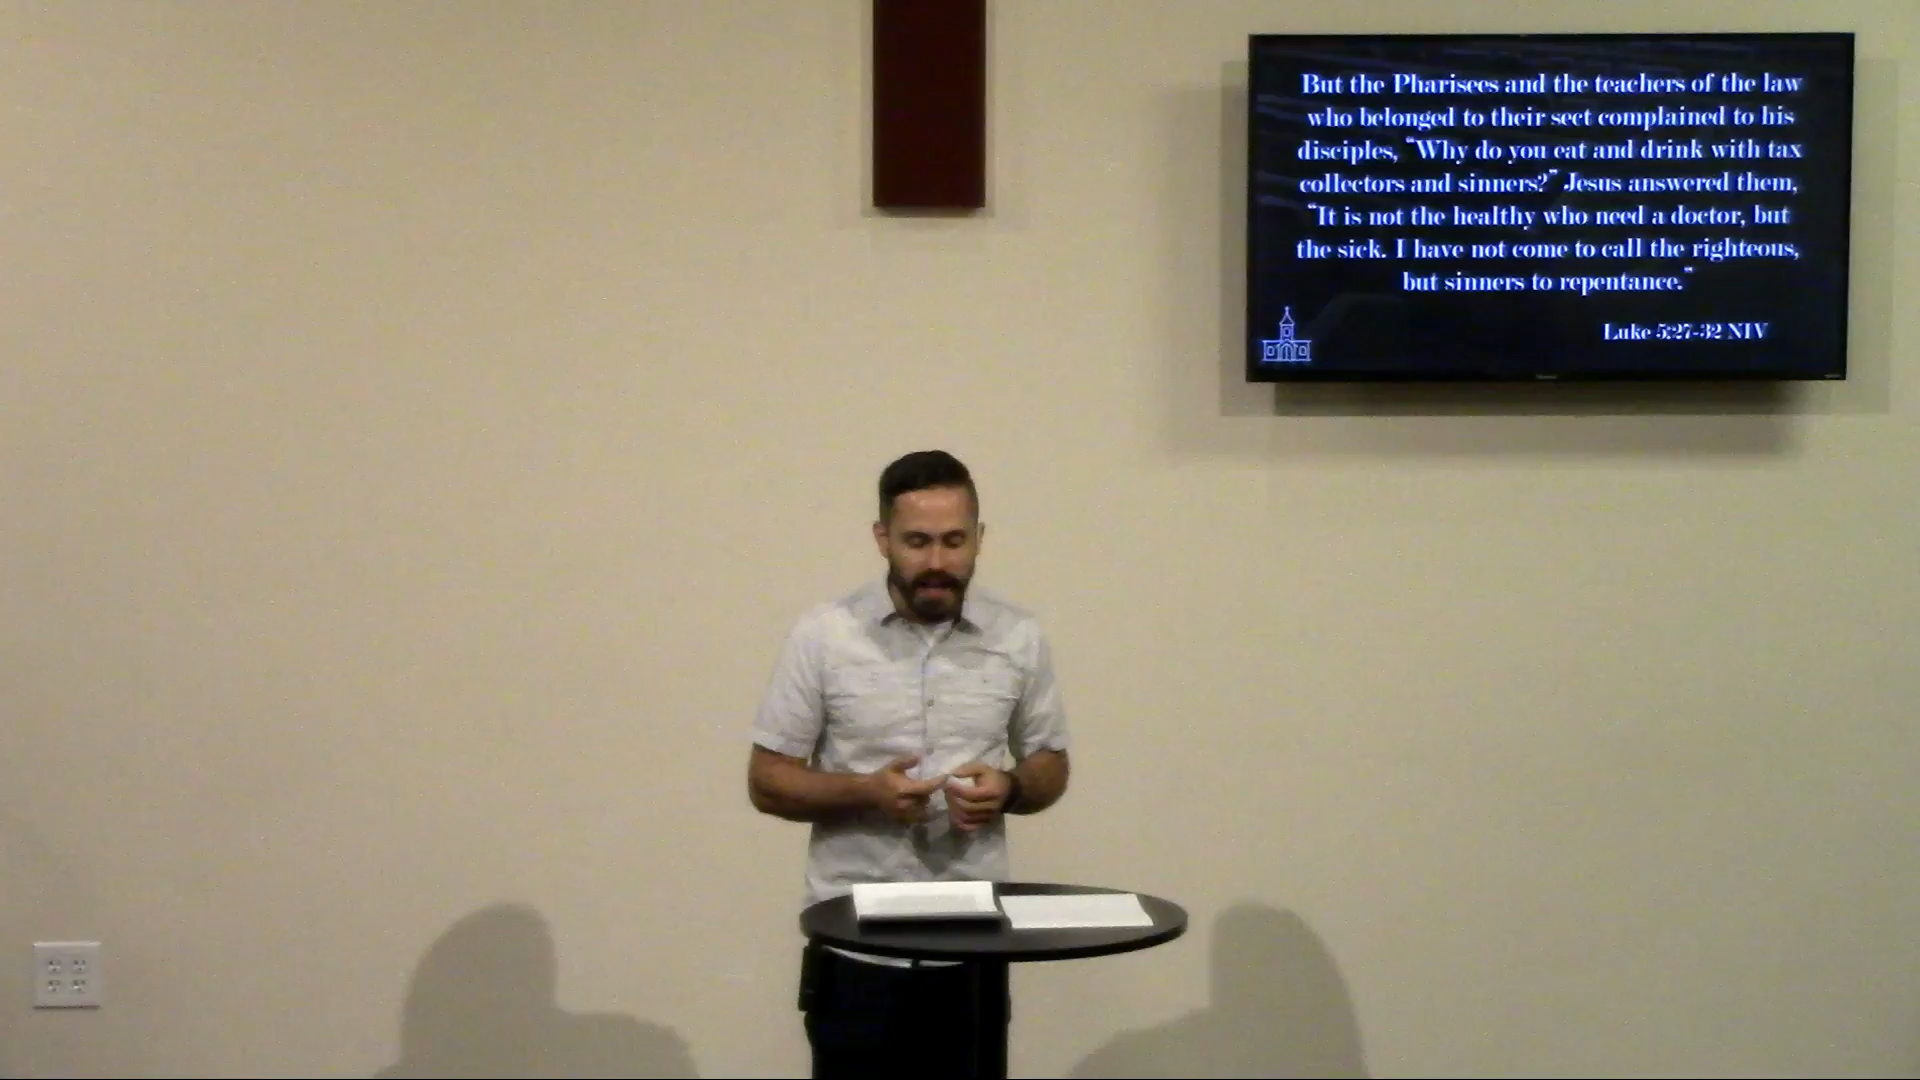 But the Pharisees and the teachers of the law
who belonged to their sect complained to his
disciples, “Why do you eat and drink with tax
collectors and sinners?” Jesus answered them,
“It is not the healthy who need a doctor, but
the sick. I have not come to call the righteous,
but sinners to repentance.”
Luke 5:27-32 NIV